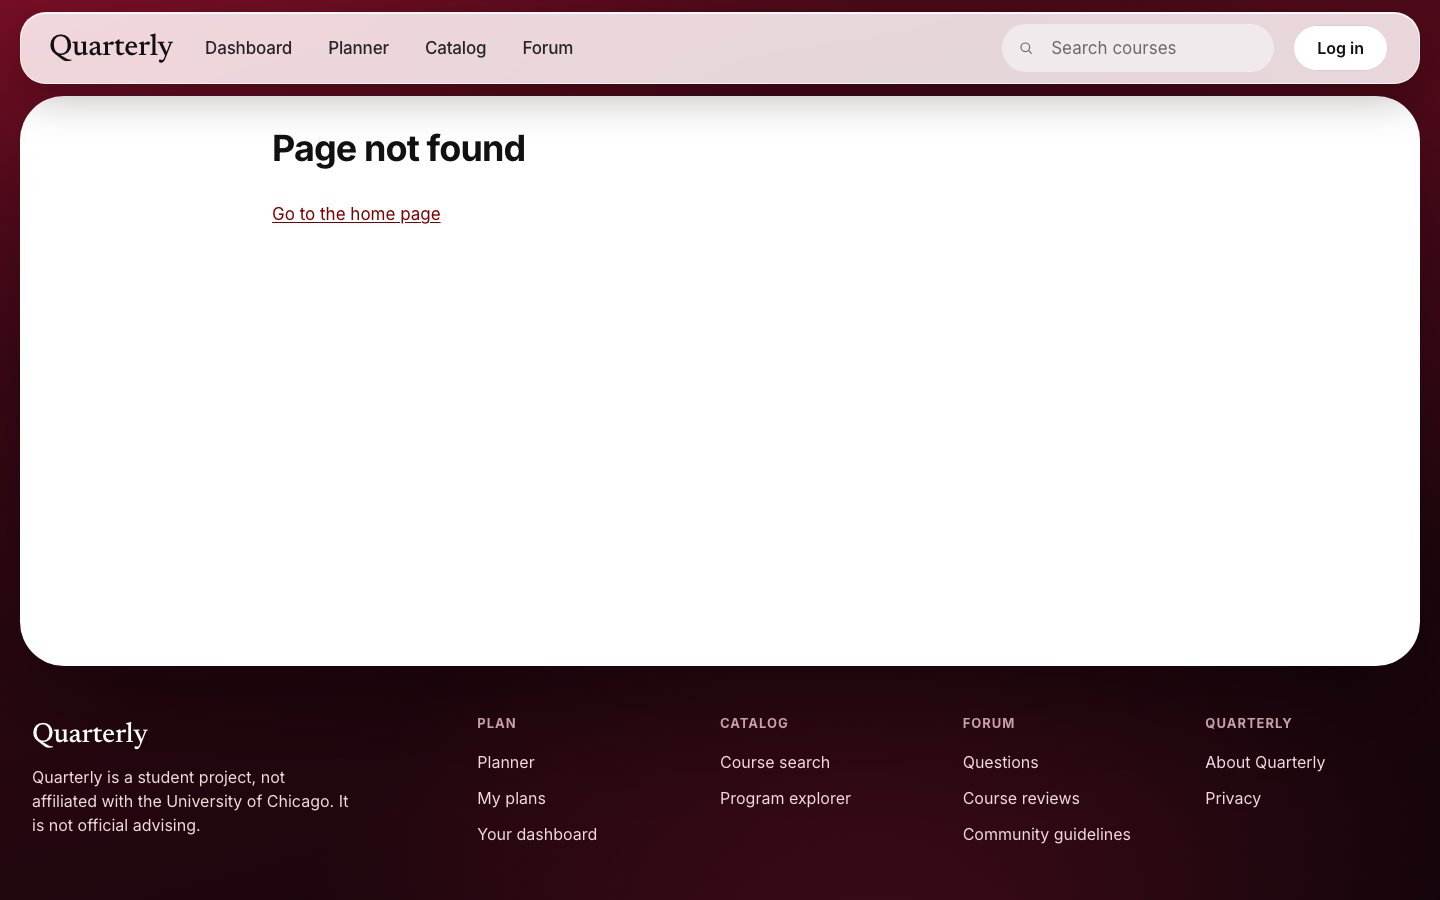 Quarterly
Dashboard
Planner
Catalog
Forum
Search courses
Log in
Page not found
Go to the home page
Quarterly
Quarterly is a student project, not
affiliated with the University of Chicago. It
is not official advising.
PLAN
Planner
My plans
Your dashboard
CATALOG
Course search
Program explorer
FORUM
Questions
Course reviews
Community guidelines
QUARTERLY
About Quarterly
Privacy